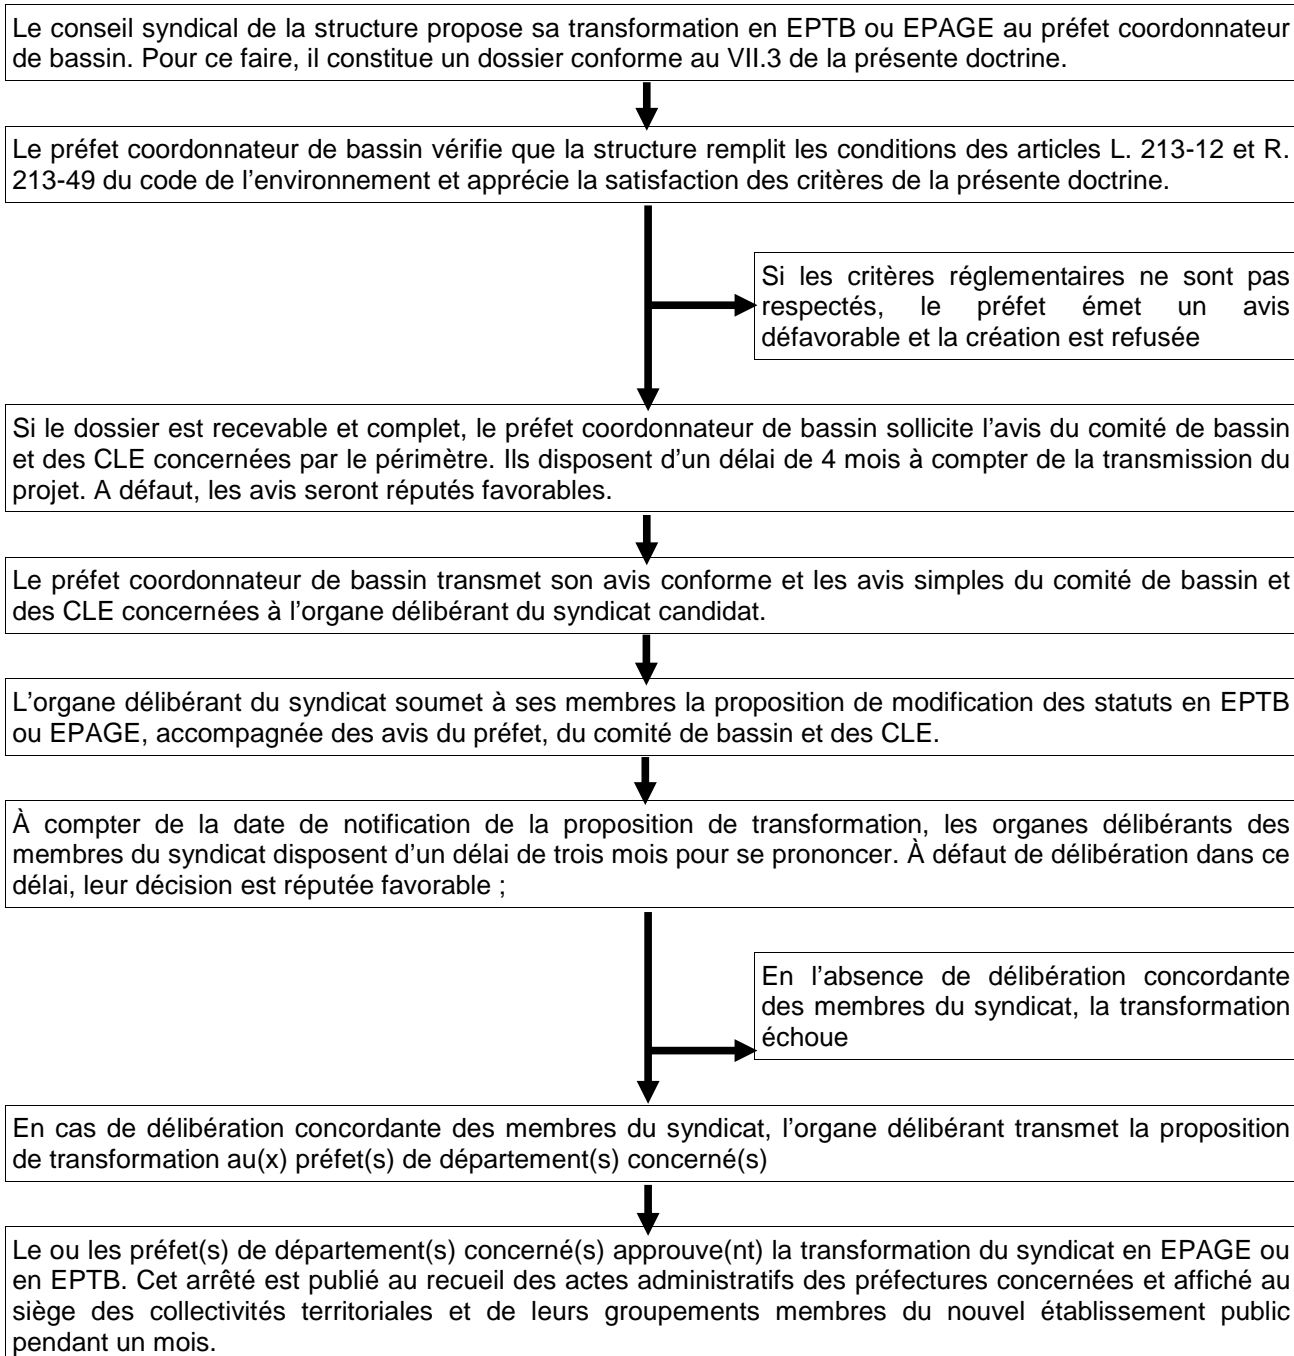 Le conseil syndical de la structure propose sa transformation en EPTB ou EPAGE au préfet coordonnateur
de bassin. Pour ce faire, il constitue un dossier conforme au VII.3 de la présente doctrine.
Le préfet coordonnateur de bassin vérifie que la structure remplit les conditions des articles L. 213-12 et R.
213-49 du code de l’environnement et apprécie la satisfaction des critères de la présente doctrine.
Si les critères réglementaires ne sont pas
respectés, le préfet émet un avis
défavorable et la création est refusée
Si le dossier est recevable et complet, le préfet coordonnateur de bassin sollicite l’avis du comité de bassin
et des CLE concernées par le périmètre. Ils disposent d’un délai de 4 mois à compter de la transmission du
projet. A défaut, les avis seront réputés favorables.
Le préfet coordonnateur de bassin transmet son avis conforme et les avis simples du comité de bassin et
des CLE concernées à l’organe délibérant du syndicat candidat.
L’organe délibérant du syndicat soumet à ses membres la proposition de modification des statuts en EPTB
ou EPAGE, accompagnée des avis du préfet, du comité de bassin et des CLE.
À compter de la date de notification de la proposition de transformation, les organes délibérants des
membres du syndicat disposent d’un délai de trois mois pour se prononcer. À défaut de délibération dans ce
délai, leur décision est réputée favorable ;
En l’absence de délibération concordante
des membres du syndicat, la transformation
échoue
En cas de délibération concordante des membres du syndicat, l’organe délibérant transmet la proposition
de transformation au(x) préfet(s) de département(s) concerné(s)
Le ou les préfet(s) de département(s) concerné(s) approuve(nt) la transformation du syndicat en EPAGE ou
en EPTB. Cet arrêté est publié au recueil des actes administratifs des préfectures concernées et affiché au
siège des collectivités territoriales et de leurs groupements membres du nouvel établissement public
pendant un mois.